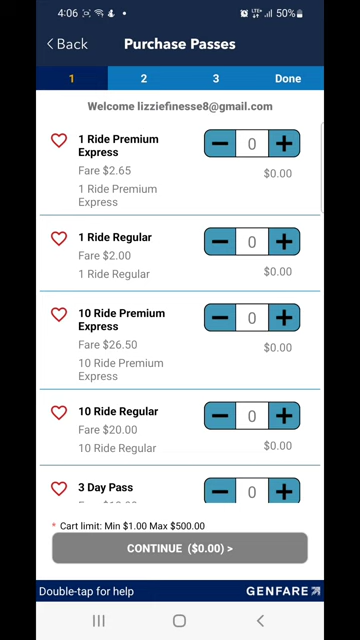 4:06 50%
Back Purchase Passes
1 2 3 Done
Welcome lizziefinesse8@gmail.com
1 Ride Premium
Express
Fare $2.65
1 Ride Premium
Express
0
$0.00
1 Ride Regular
Fare $2.00
1 Ride Regular
0
$0.00
10 Ride Premium
Express
Fare $26.50
10 Ride Premium
Express
0
$0.00
10 Ride Regular
Fare $20.00
10 Ride Regular
0
$0.00
3 Day Pass
0
* Cart limit: Min $1.00 Max $500.00
CONTINUE ($0.00) >
Double-tap for help GENFARE